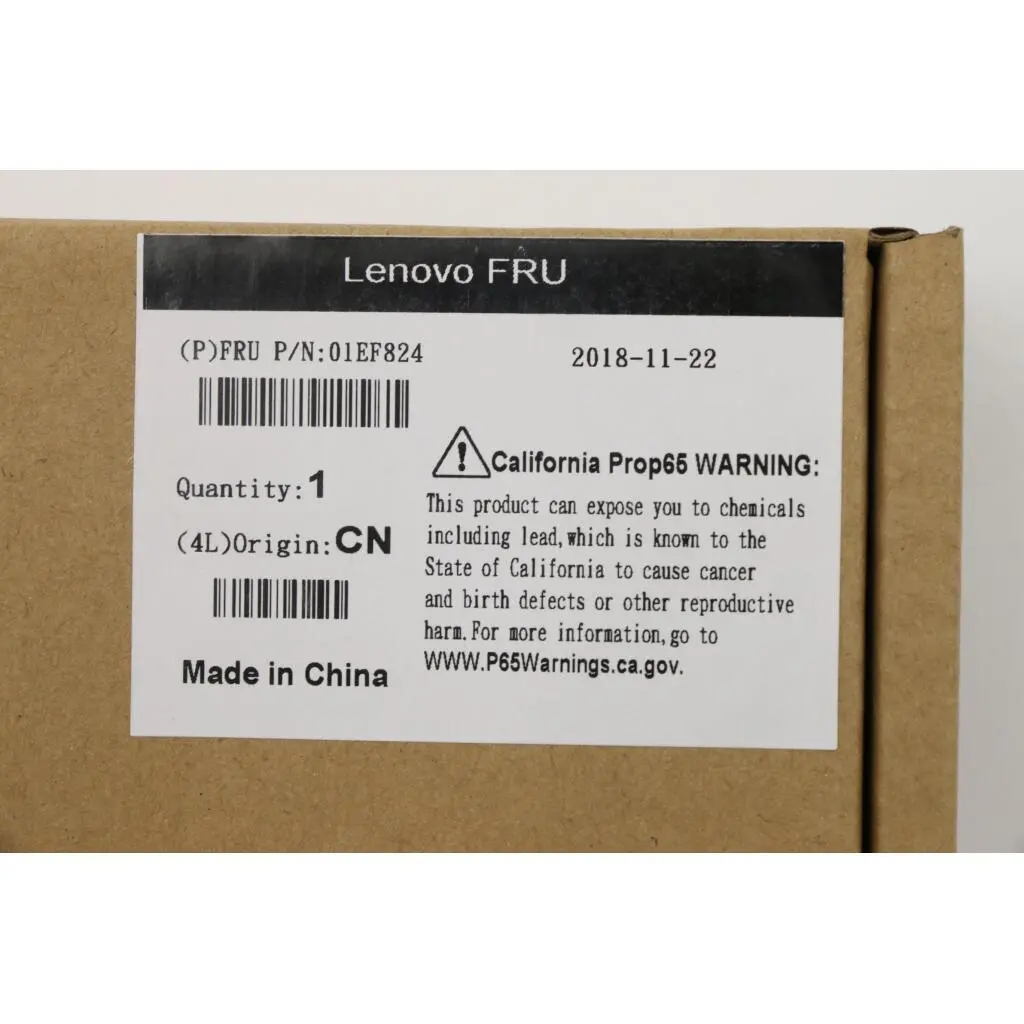 Lenovo FRU
(P)FRU P/N:01EF824
2018-11-22
Quantity:1
(4L)Origin:CN
Made in China
California Prop65 WARNING:
This product can expose you to chemicals
including lead,which is known to the
State of California to cause cancer
and birth defects or other reproductive
harm.For more information,go to
WWW.P65Warnings.ca.gov.